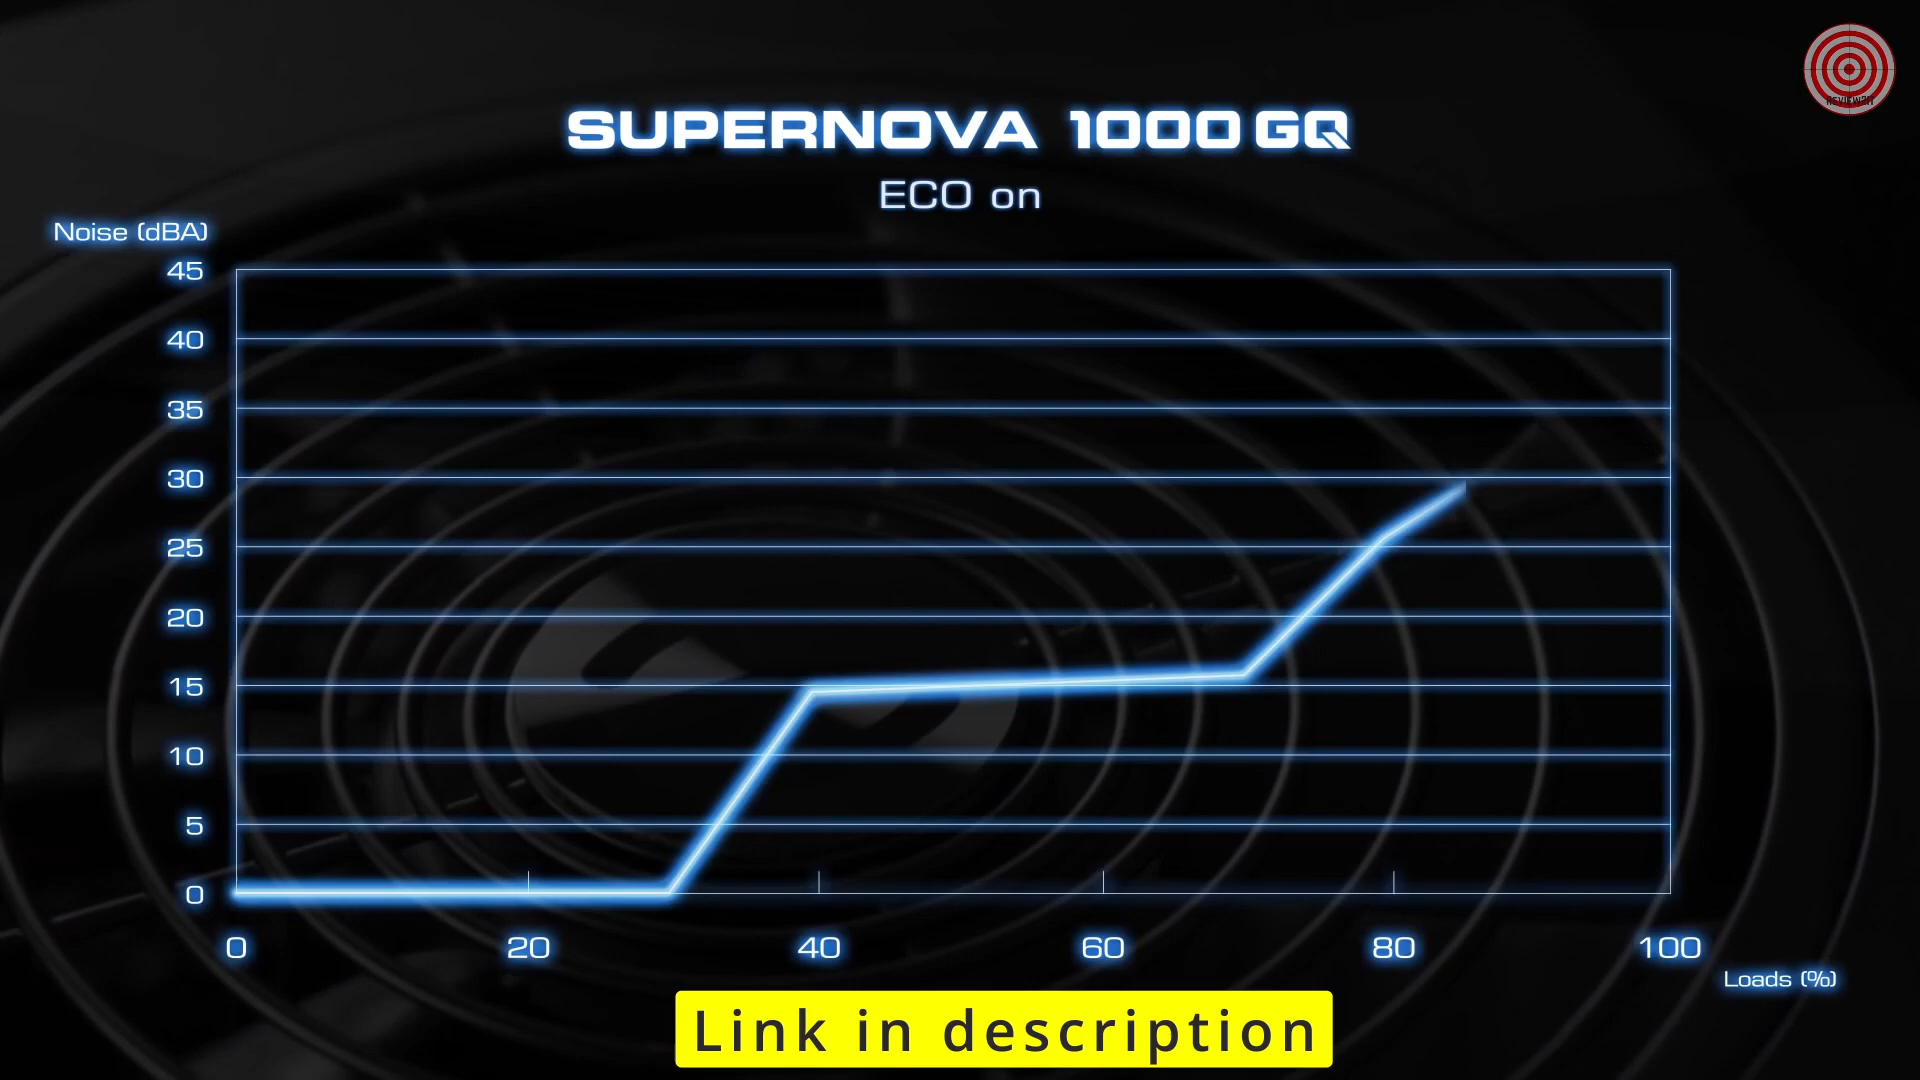 SUPERNOVA 1000 GQ
ECO on
Noise (dBA)
45
40
35
30
25
20
15
10
5
0
0 20 40 60 80 100
Loads (%)
Link in description